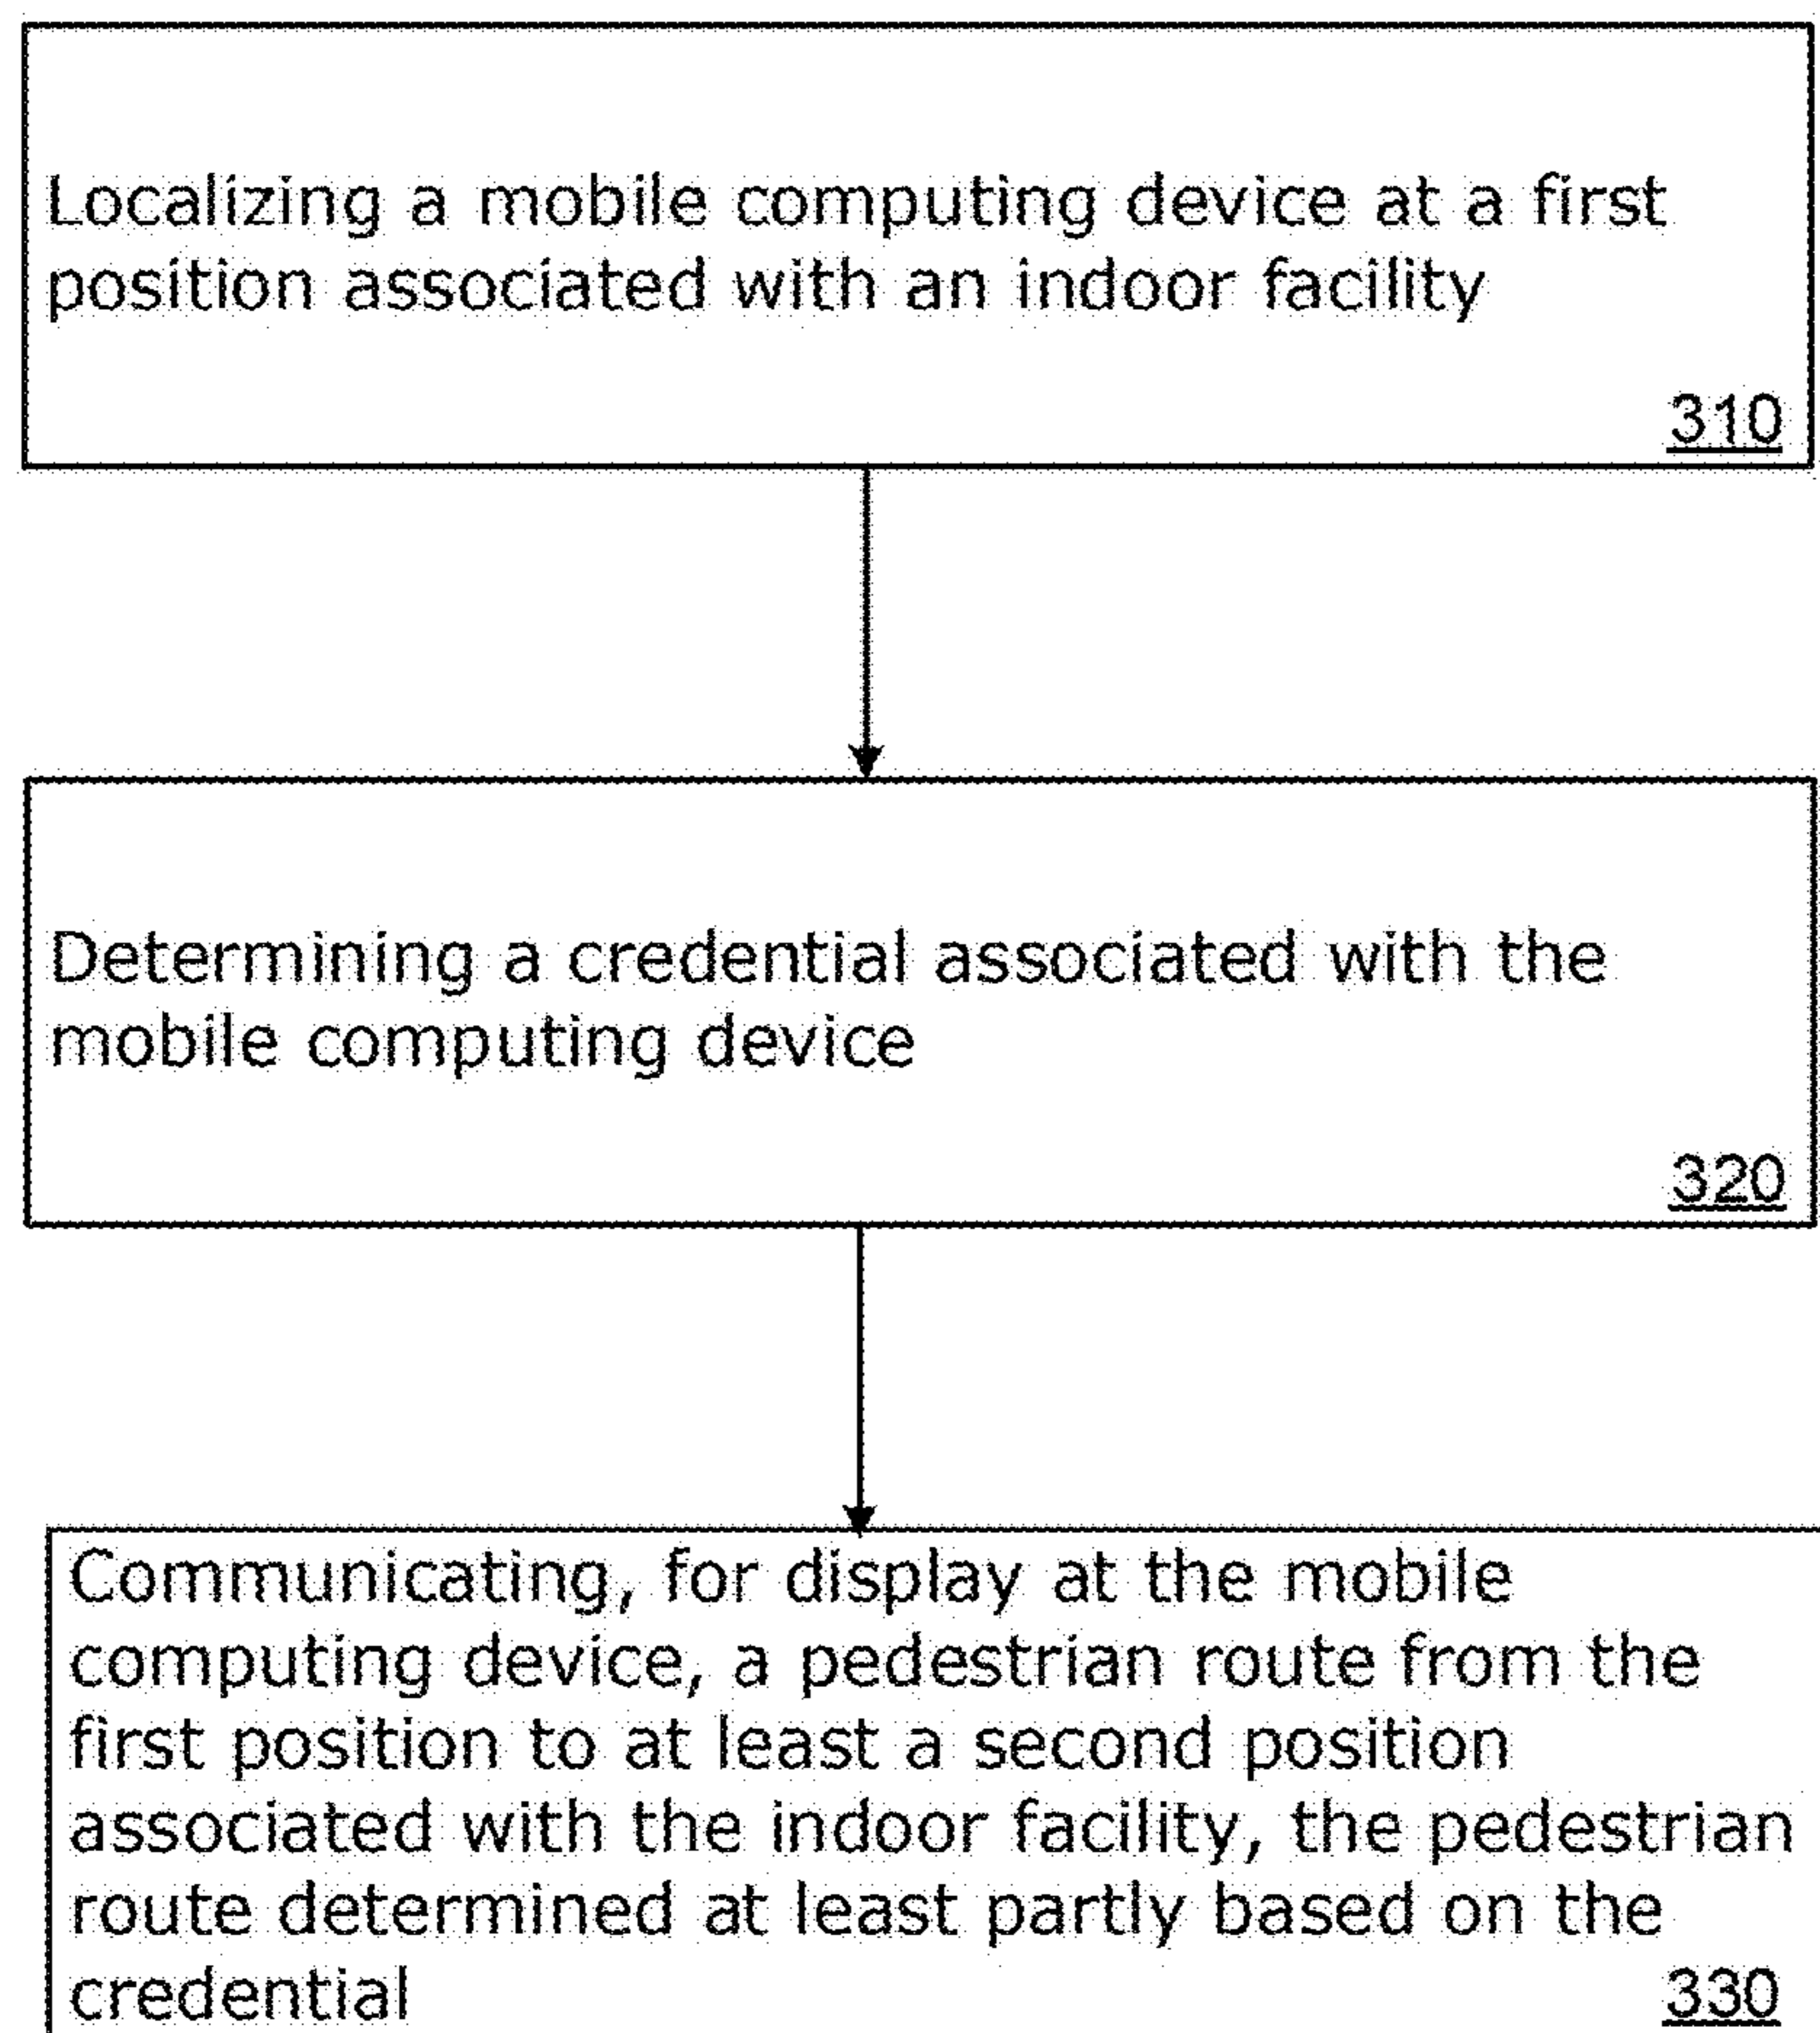 Localizing a mobile computing device at a first
position associated with an indoor facility
310
Determining a credential associated with the
mobile computing device
320
Communicating, for display at the mobile
computing device, a pedestrian route from the
first position to at least a second position
associated with the indoor facility, the pedestrian
route determined at least partly based on the
credential 330